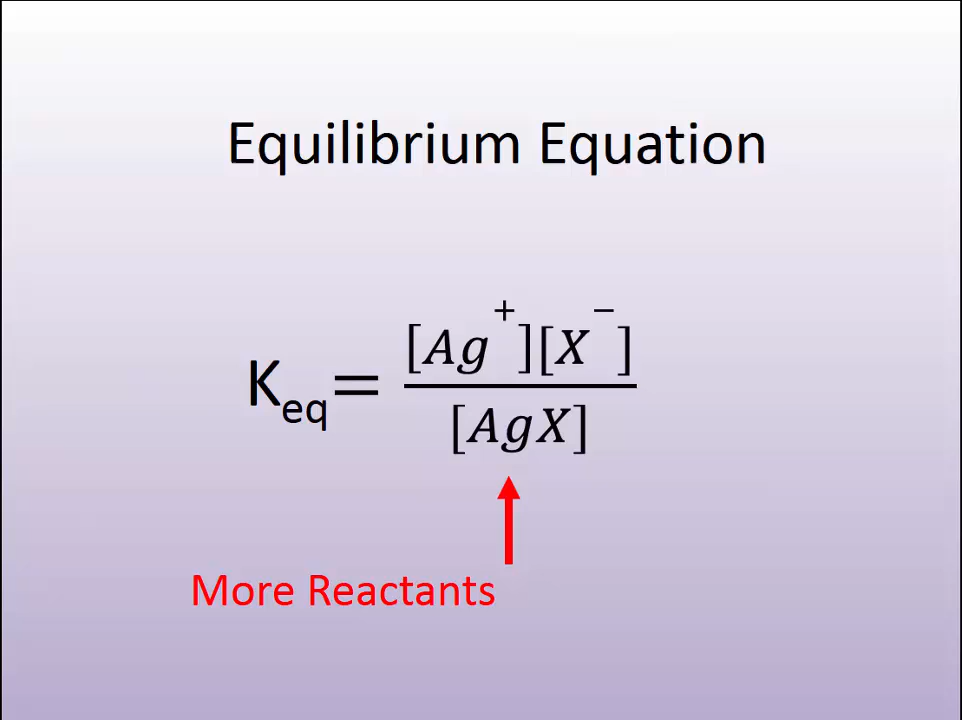 Equilibrium Equation
K_eq = [Ag⁺][X⁻] / [AgX]
More Reactants